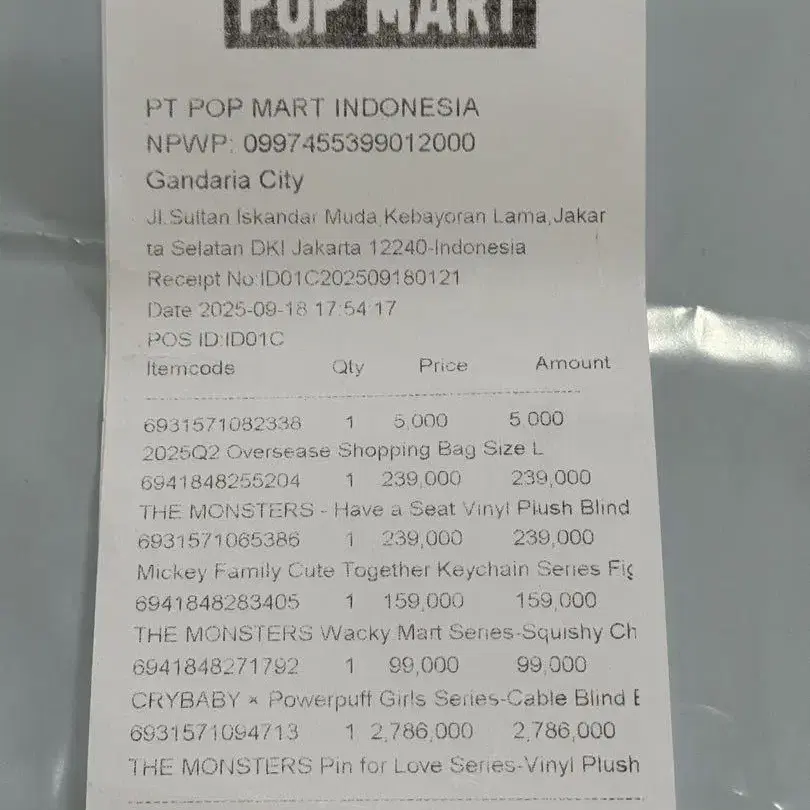 POP MART
PT POP MART INDONESIA
NPWP: 0997455399012000
Gandaria City
Jl.Sultan Iskandar Muda,Kebayoran Lama,Jakar
ta Selatan DKI Jakarta 12240-Indonesia
Receipt No:ID01C202509180121
Date 2025-09-18 17:54:17
POS ID:ID01C
Itemcode Qty Price Amount
6931571082338 1 5,000 5,000
2025Q2 Oversease Shopping Bag Size L
6941848255204 1 239,000 239,000
THE MONSTERS - Have a Seat Vinyl Plush Blind
6931571065386 1 239,000 239,000
Mickey Family Cute Together Keychain Series Fig
6941848283405 1 159,000 159,000
THE MONSTERS Wacky Mart Series-Squishy Ch
6941848271792 1 99,000 99,000
CRYBABY × Powerpuff Girls Series-Cable Blind B
6931571094713 1 2,786,000 2,786,000
THE MONSTERS Pin for Love Series-Vinyl Plush